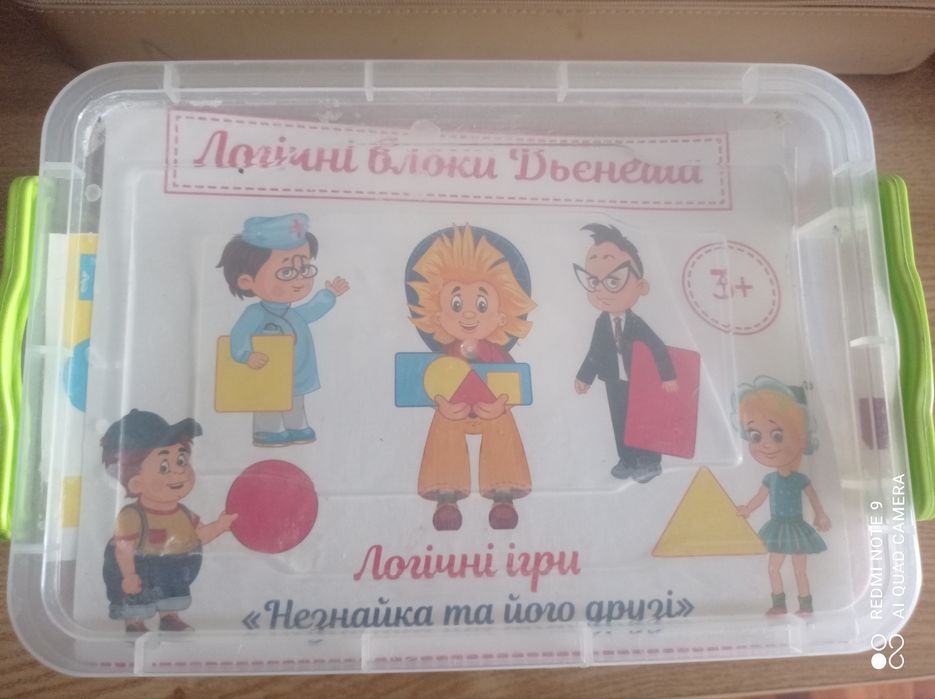 Логічні блоки Дьєнеша
3+
Логічні ігри
«Незнайка та його друзі»
REDMI NOTE 9
AI QUAD CAMERA